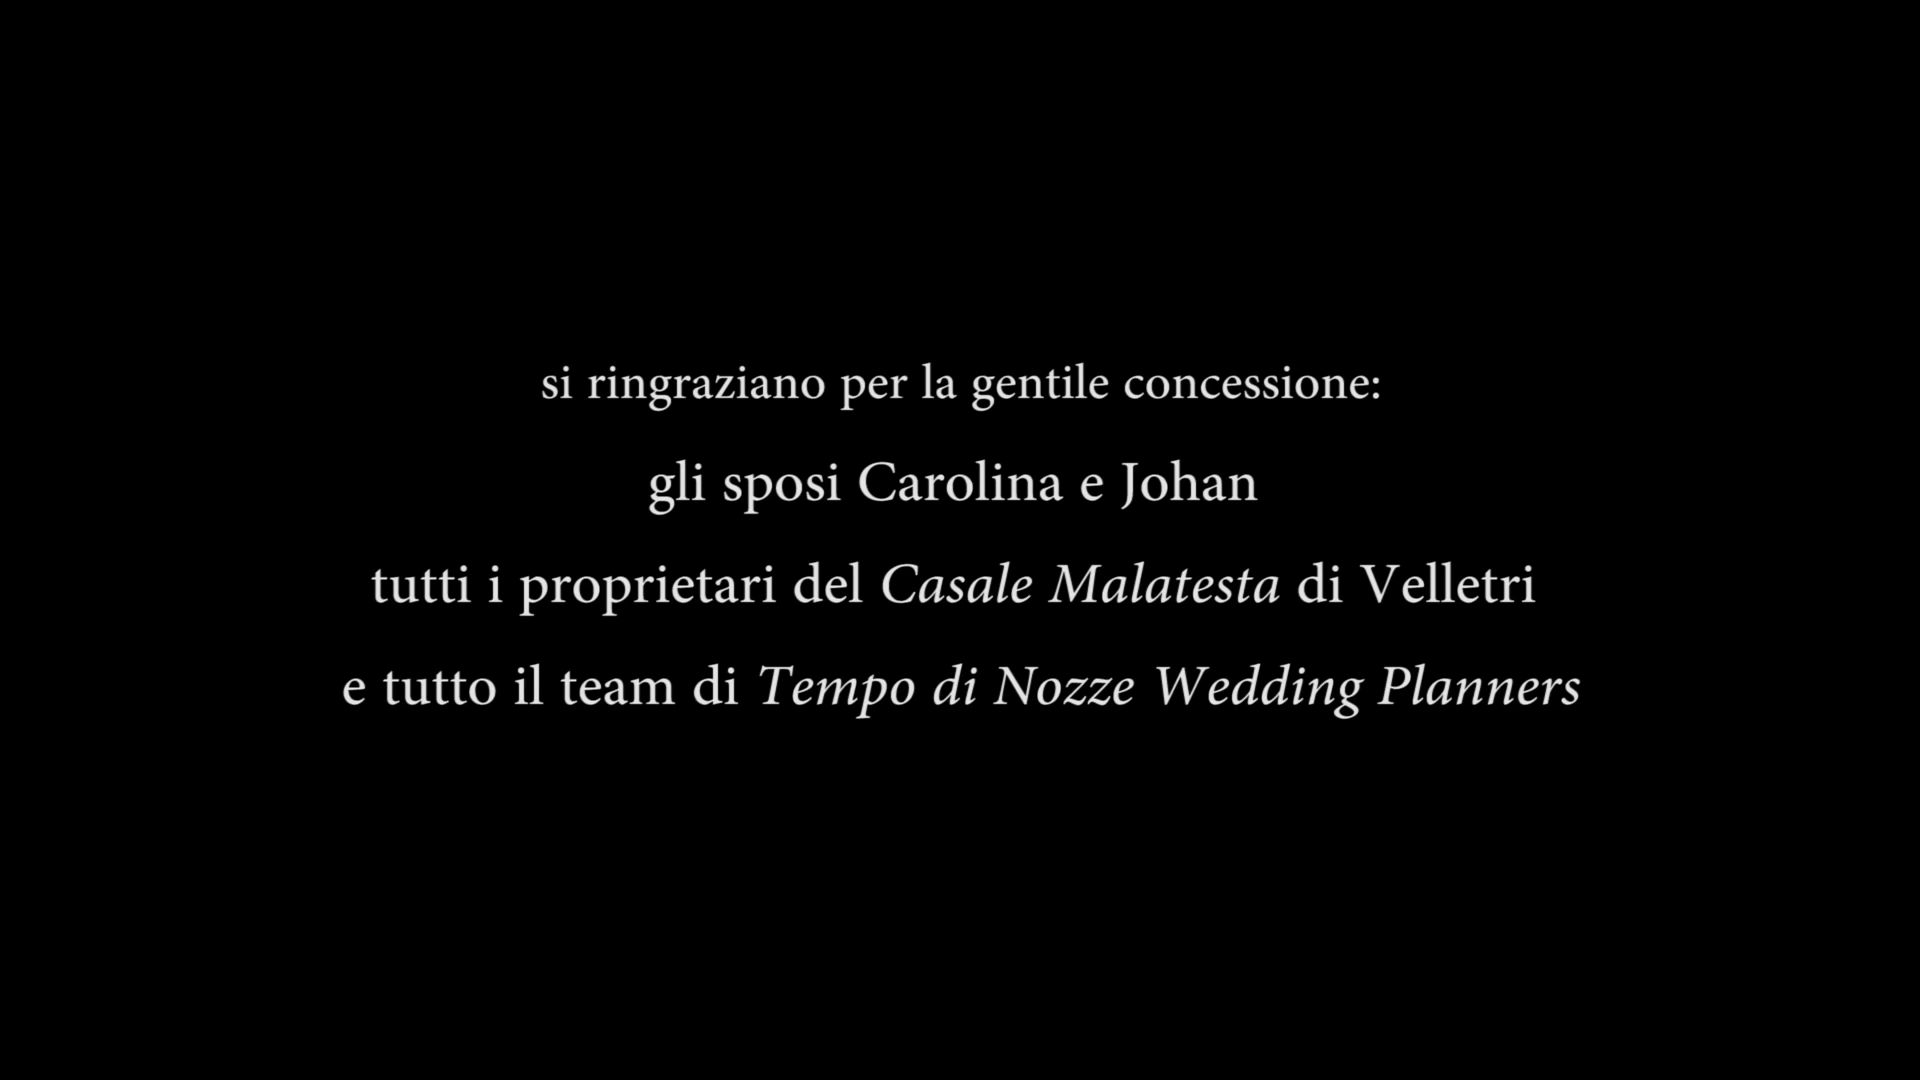 si ringraziano per la gentile concessione:
gli sposi Carolina e Johan
tutti i proprietari del Casale Malatesta di Velletri
e tutto il team di Tempo di Nozze Wedding Planners